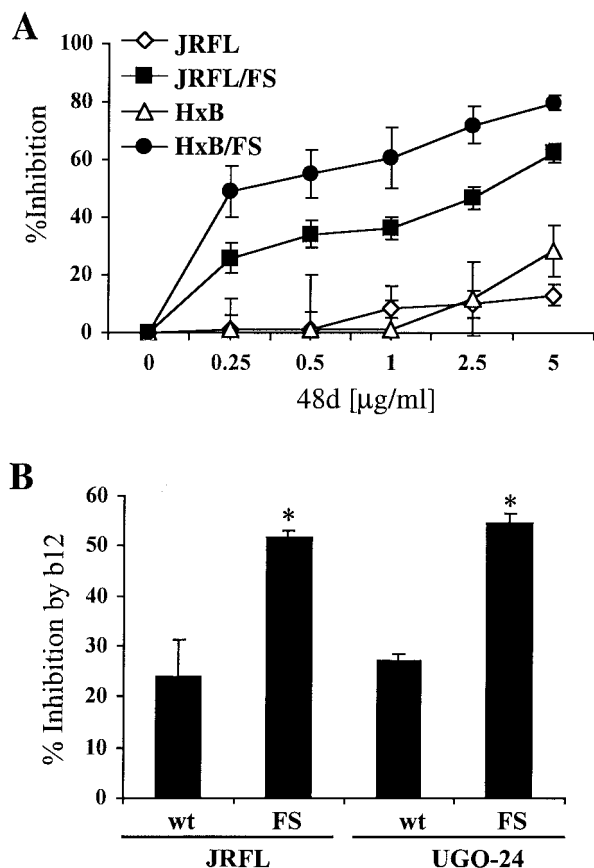 A
JRFL
JRFL/FS
HxB
HxB/FS
%Inhibition
100
80
60
40
20
0
0 0.25 0.5 1 2.5 5
48d [μg/ml]
B
% Inhibition by b12
60
50
40
30
20
10
0
* *
wt FS wt FS
JRFL UGO-24